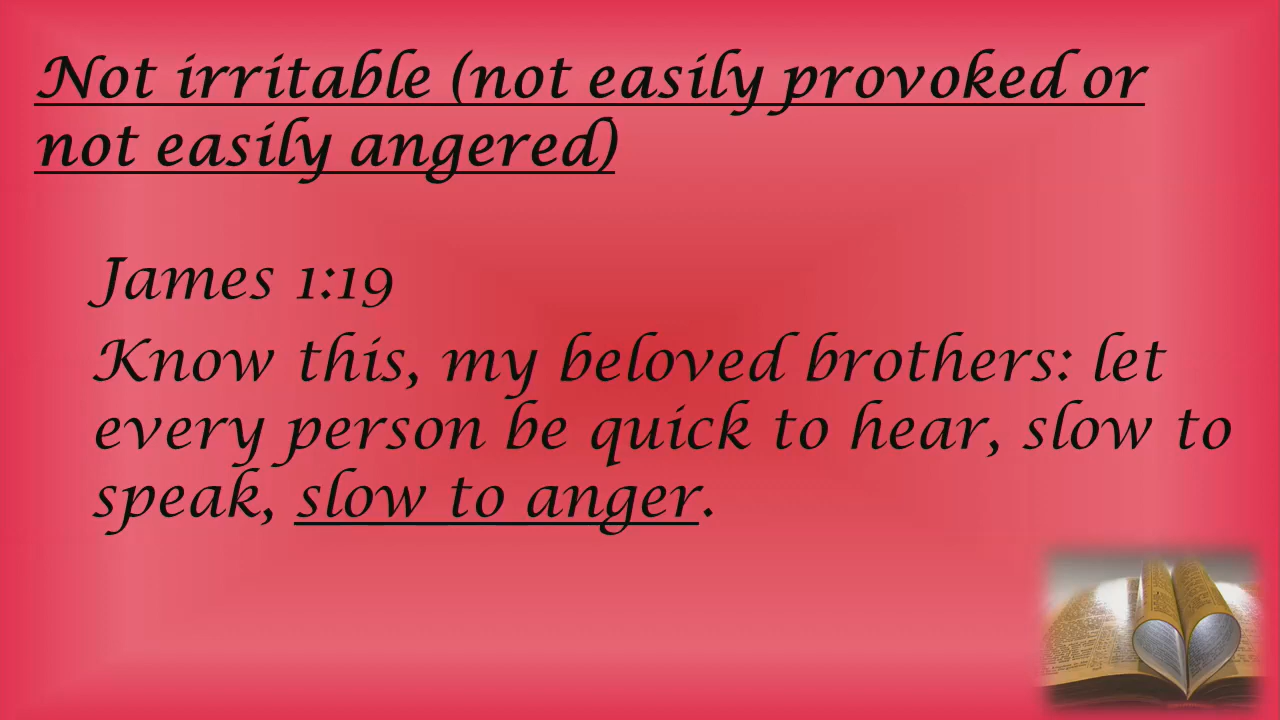 Not irritable (not easily provoked or
not easily angered)
James 1:19
Know this, my beloved brothers: let
every person be quick to hear, slow to
speak, slow to anger.